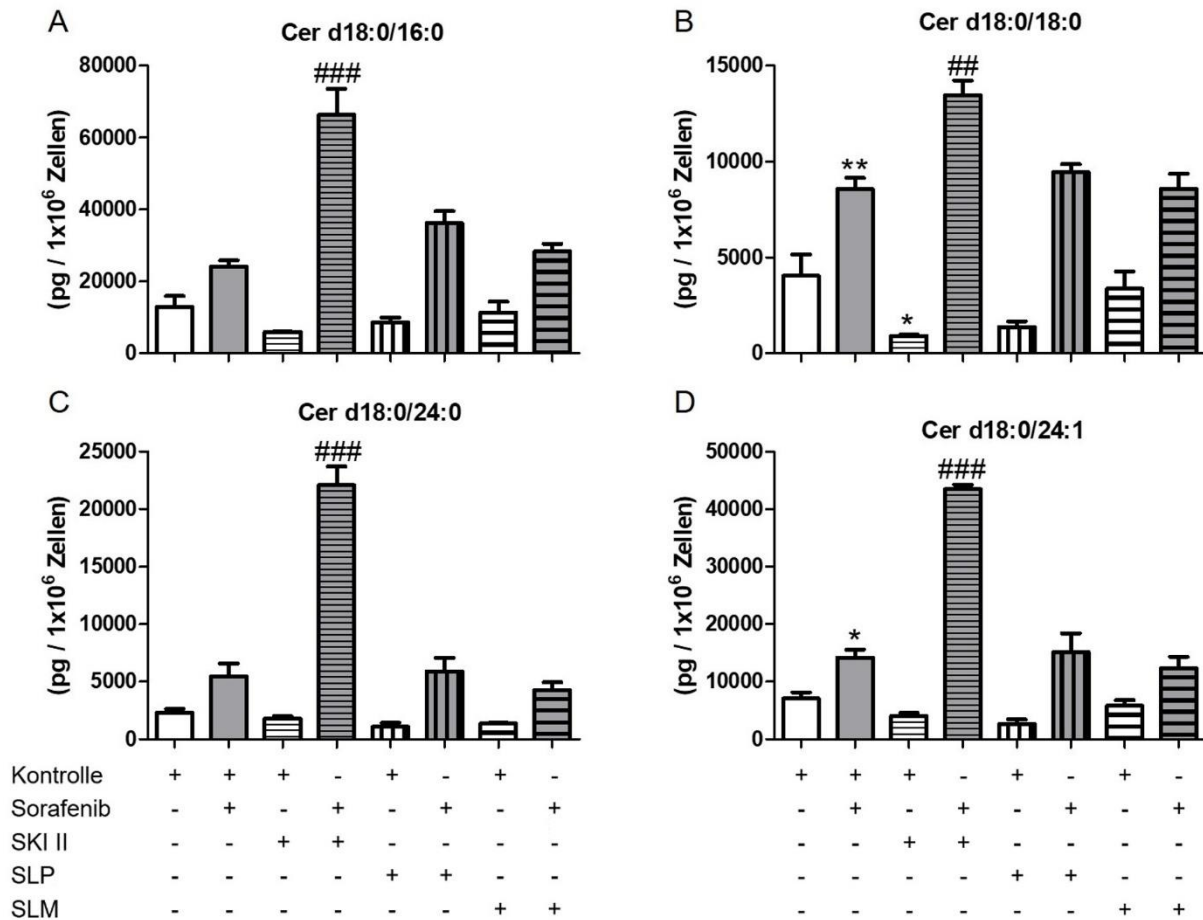 A
Cer d18:0/16:0
80000
60000
40000
20000
0
(pg / 1x10⁶ Zellen)
###
B
Cer d18:0/18:0
15000
10000
5000
0
(pg / 1x10⁶ Zellen)
**
*
##
C
Cer d18:0/24:0
25000
20000
15000
10000
5000
0
(pg / 1x10⁶ Zellen)
###
D
Cer d18:0/24:1
50000
40000
30000
20000
10000
0
(pg / 1x10⁶ Zellen)
*
###
Kontrolle + + + - + - + - + + + - + - + -
Sorafenib - + - + - + - + - + - + - + - +
SKI II - - + + - - - - - - + + - - - -
SLP - - - - + + - - - - - - + + - -
SLM - - - - - - + + - - - - - - + +